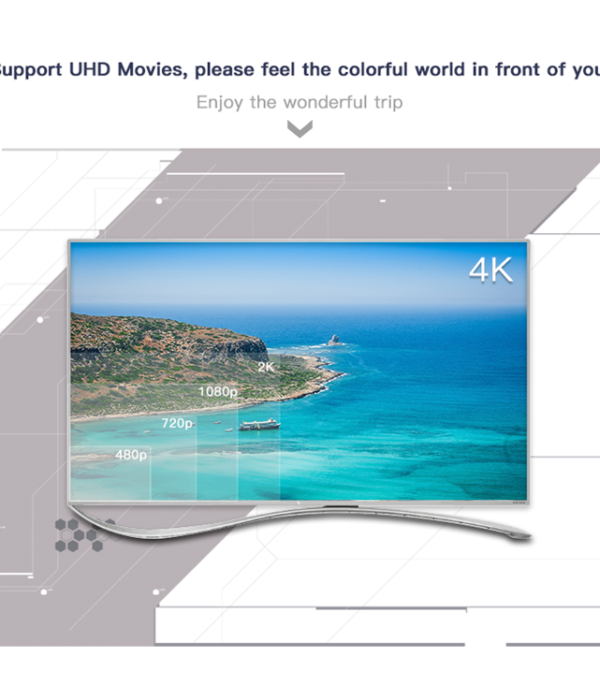 Support UHD Movies, please feel the colorful world in front of you
Enjoy the wonderful trip
4K
2K
1080p
720p
480p